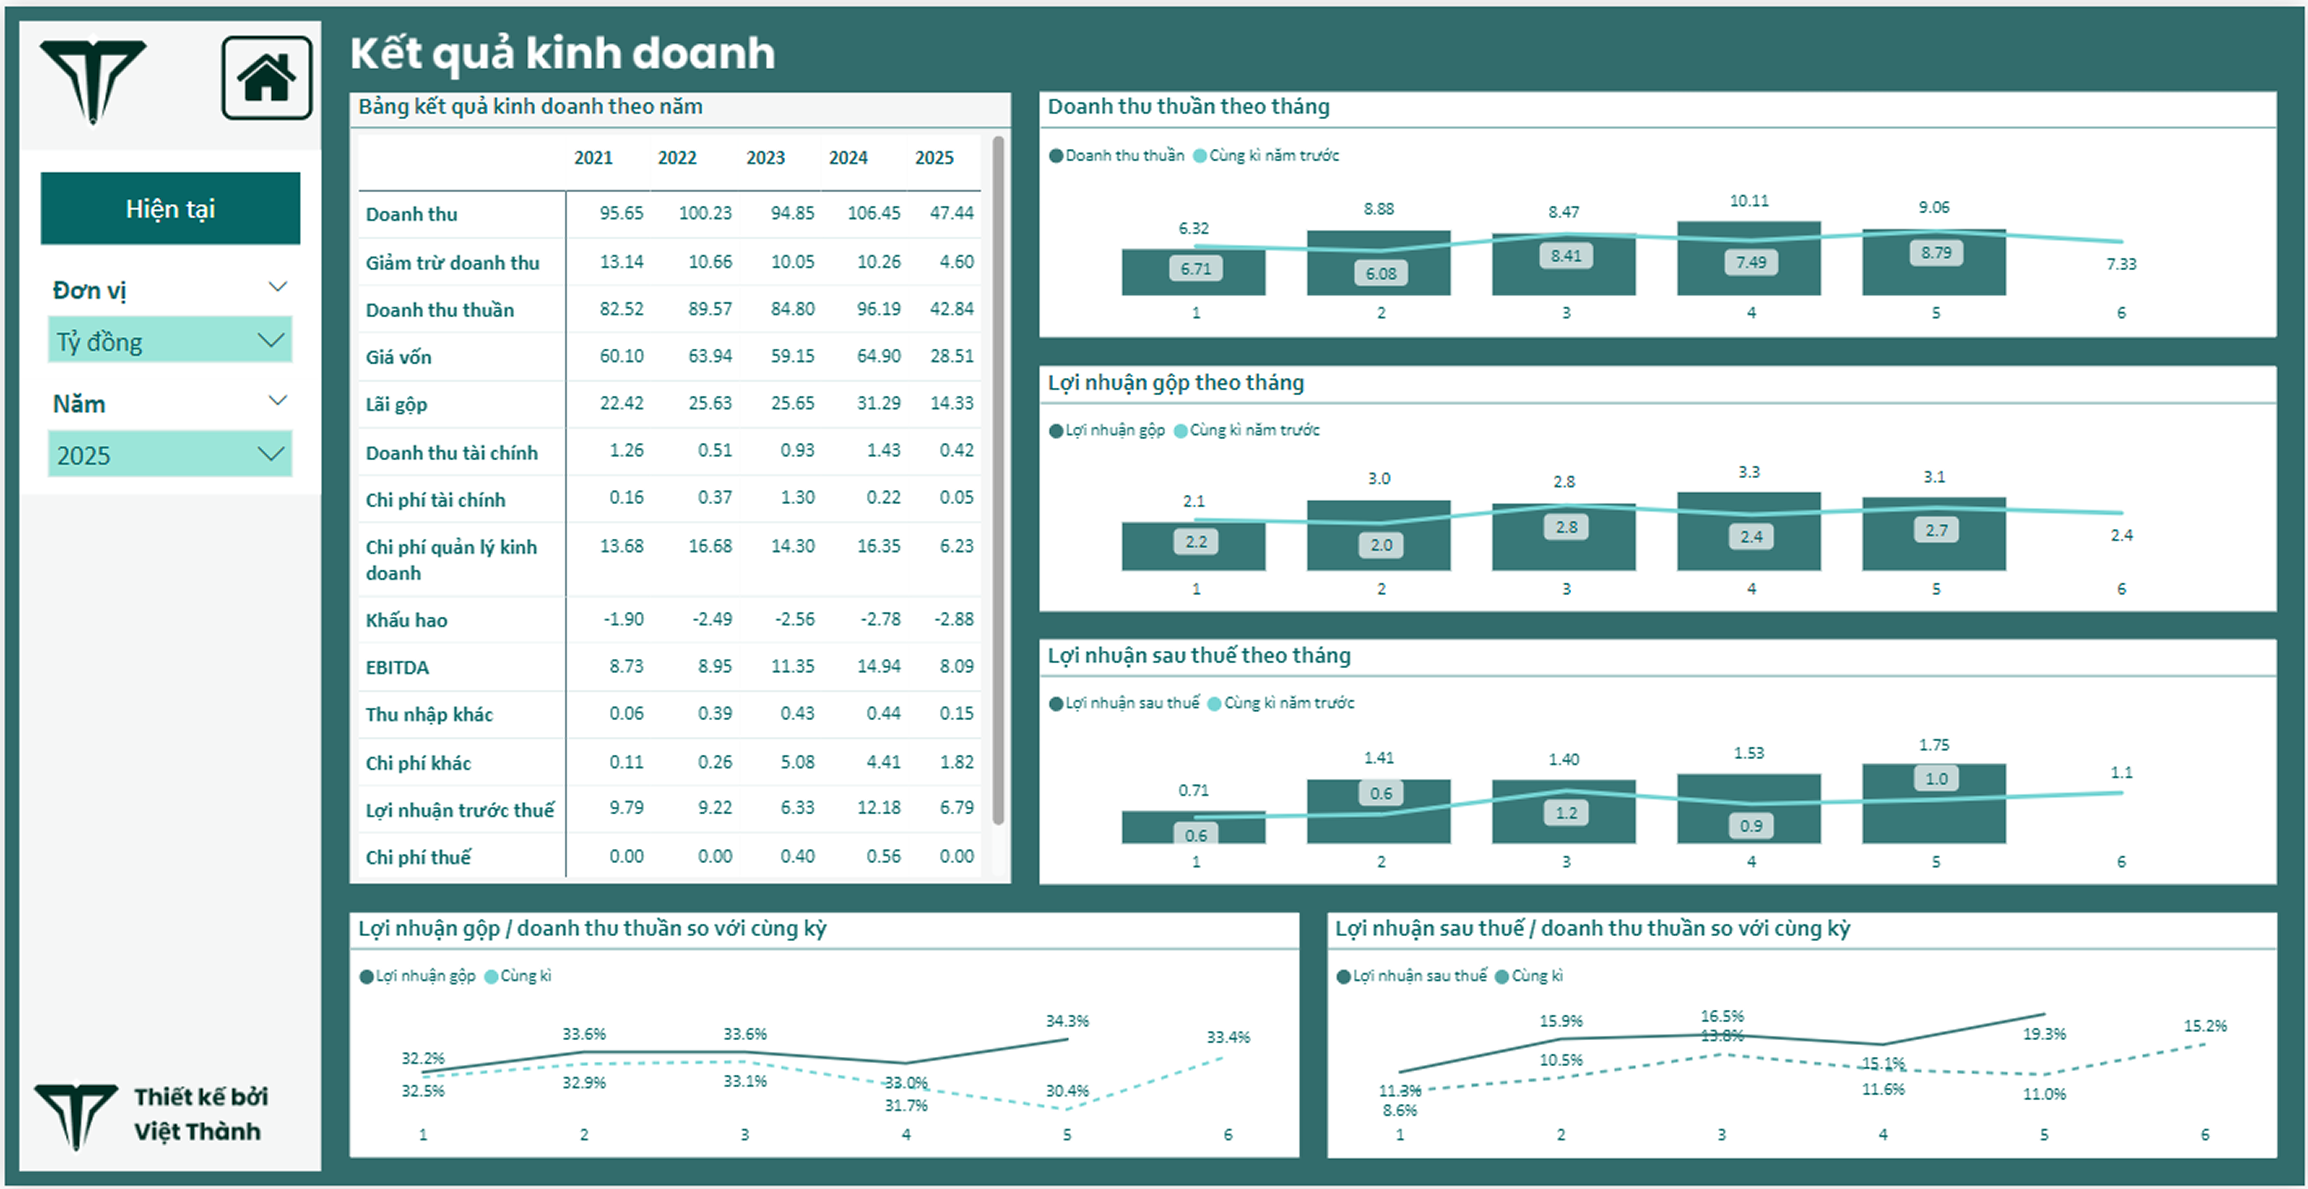 Kết quả kinh doanh
Hiện tại
Đơn vị
Tỷ đồng
Năm
2025
Bảng kết quả kinh doanh theo năm
2021 2022 2023 2024 2025
Doanh thu 95.65 100.23 94.85 106.45 47.44
Giảm trừ doanh thu 13.14 10.66 10.05 10.26 4.60
Doanh thu thuần 82.52 89.57 84.80 96.19 42.84
Giá vốn 60.10 63.94 59.15 64.90 28.51
Lãi gộp 22.42 25.63 25.65 31.29 14.33
Doanh thu tài chính 1.26 0.51 0.93 1.43 0.42
Chi phí tài chính 0.16 0.37 1.30 0.22 0.05
Chi phí quản lý kinh 13.68 16.68 14.30 16.35 6.23
doanh
Khấu hao -1.90 -2.49 -2.56 -2.78 -2.88
EBITDA 8.73 8.95 11.35 14.94 8.09
Thu nhập khác 0.06 0.39 0.43 0.44 0.15
Chi phí khác 0.11 0.26 5.08 4.41 1.82
Lợi nhuận trước thuế 9.79 9.22 6.33 12.18 6.79
Chi phí thuế 0.00 0.00 0.40 0.56 0.00
Doanh thu thuần theo tháng
Doanh thu thuần Cùng kì năm trước
6.32 8.88 8.47 10.11 9.06
6.71 6.08 8.41 7.49 8.79 7.33
1 2 3 4 5 6
Lợi nhuận gộp theo tháng
Lợi nhuận gộp Cùng kì năm trước
2.1 3.0 2.8 3.3 3.1
2.2 2.0 2.8 2.4 2.7 2.4
1 2 3 4 5 6
Lợi nhuận sau thuế theo tháng
Lợi nhuận sau thuế Cùng kì năm trước
0.71 1.41 1.40 1.53 1.75 1.1
0.6 0.6 1.2 0.9 1.0
1 2 3 4 5 6
Lợi nhuận gộp / doanh thu thuần so với cùng kỳ
Lợi nhuận gộp Cùng kì
32.2% 33.6% 33.6% 33.0% 34.3% 33.4%
32.5% 32.9% 33.1% 31.7% 30.4%
1 2 3 4 5 6
Lợi nhuận sau thuế / doanh thu thuần so với cùng kỳ
Lợi nhuận sau thuế Cùng kì
11.3% 15.9% 16.5% 15.1% 19.3% 15.2%
8.6% 10.5% 13.8% 11.6% 11.0%
1 2 3 4 5 6
Thiết kế bởi
Việt Thành